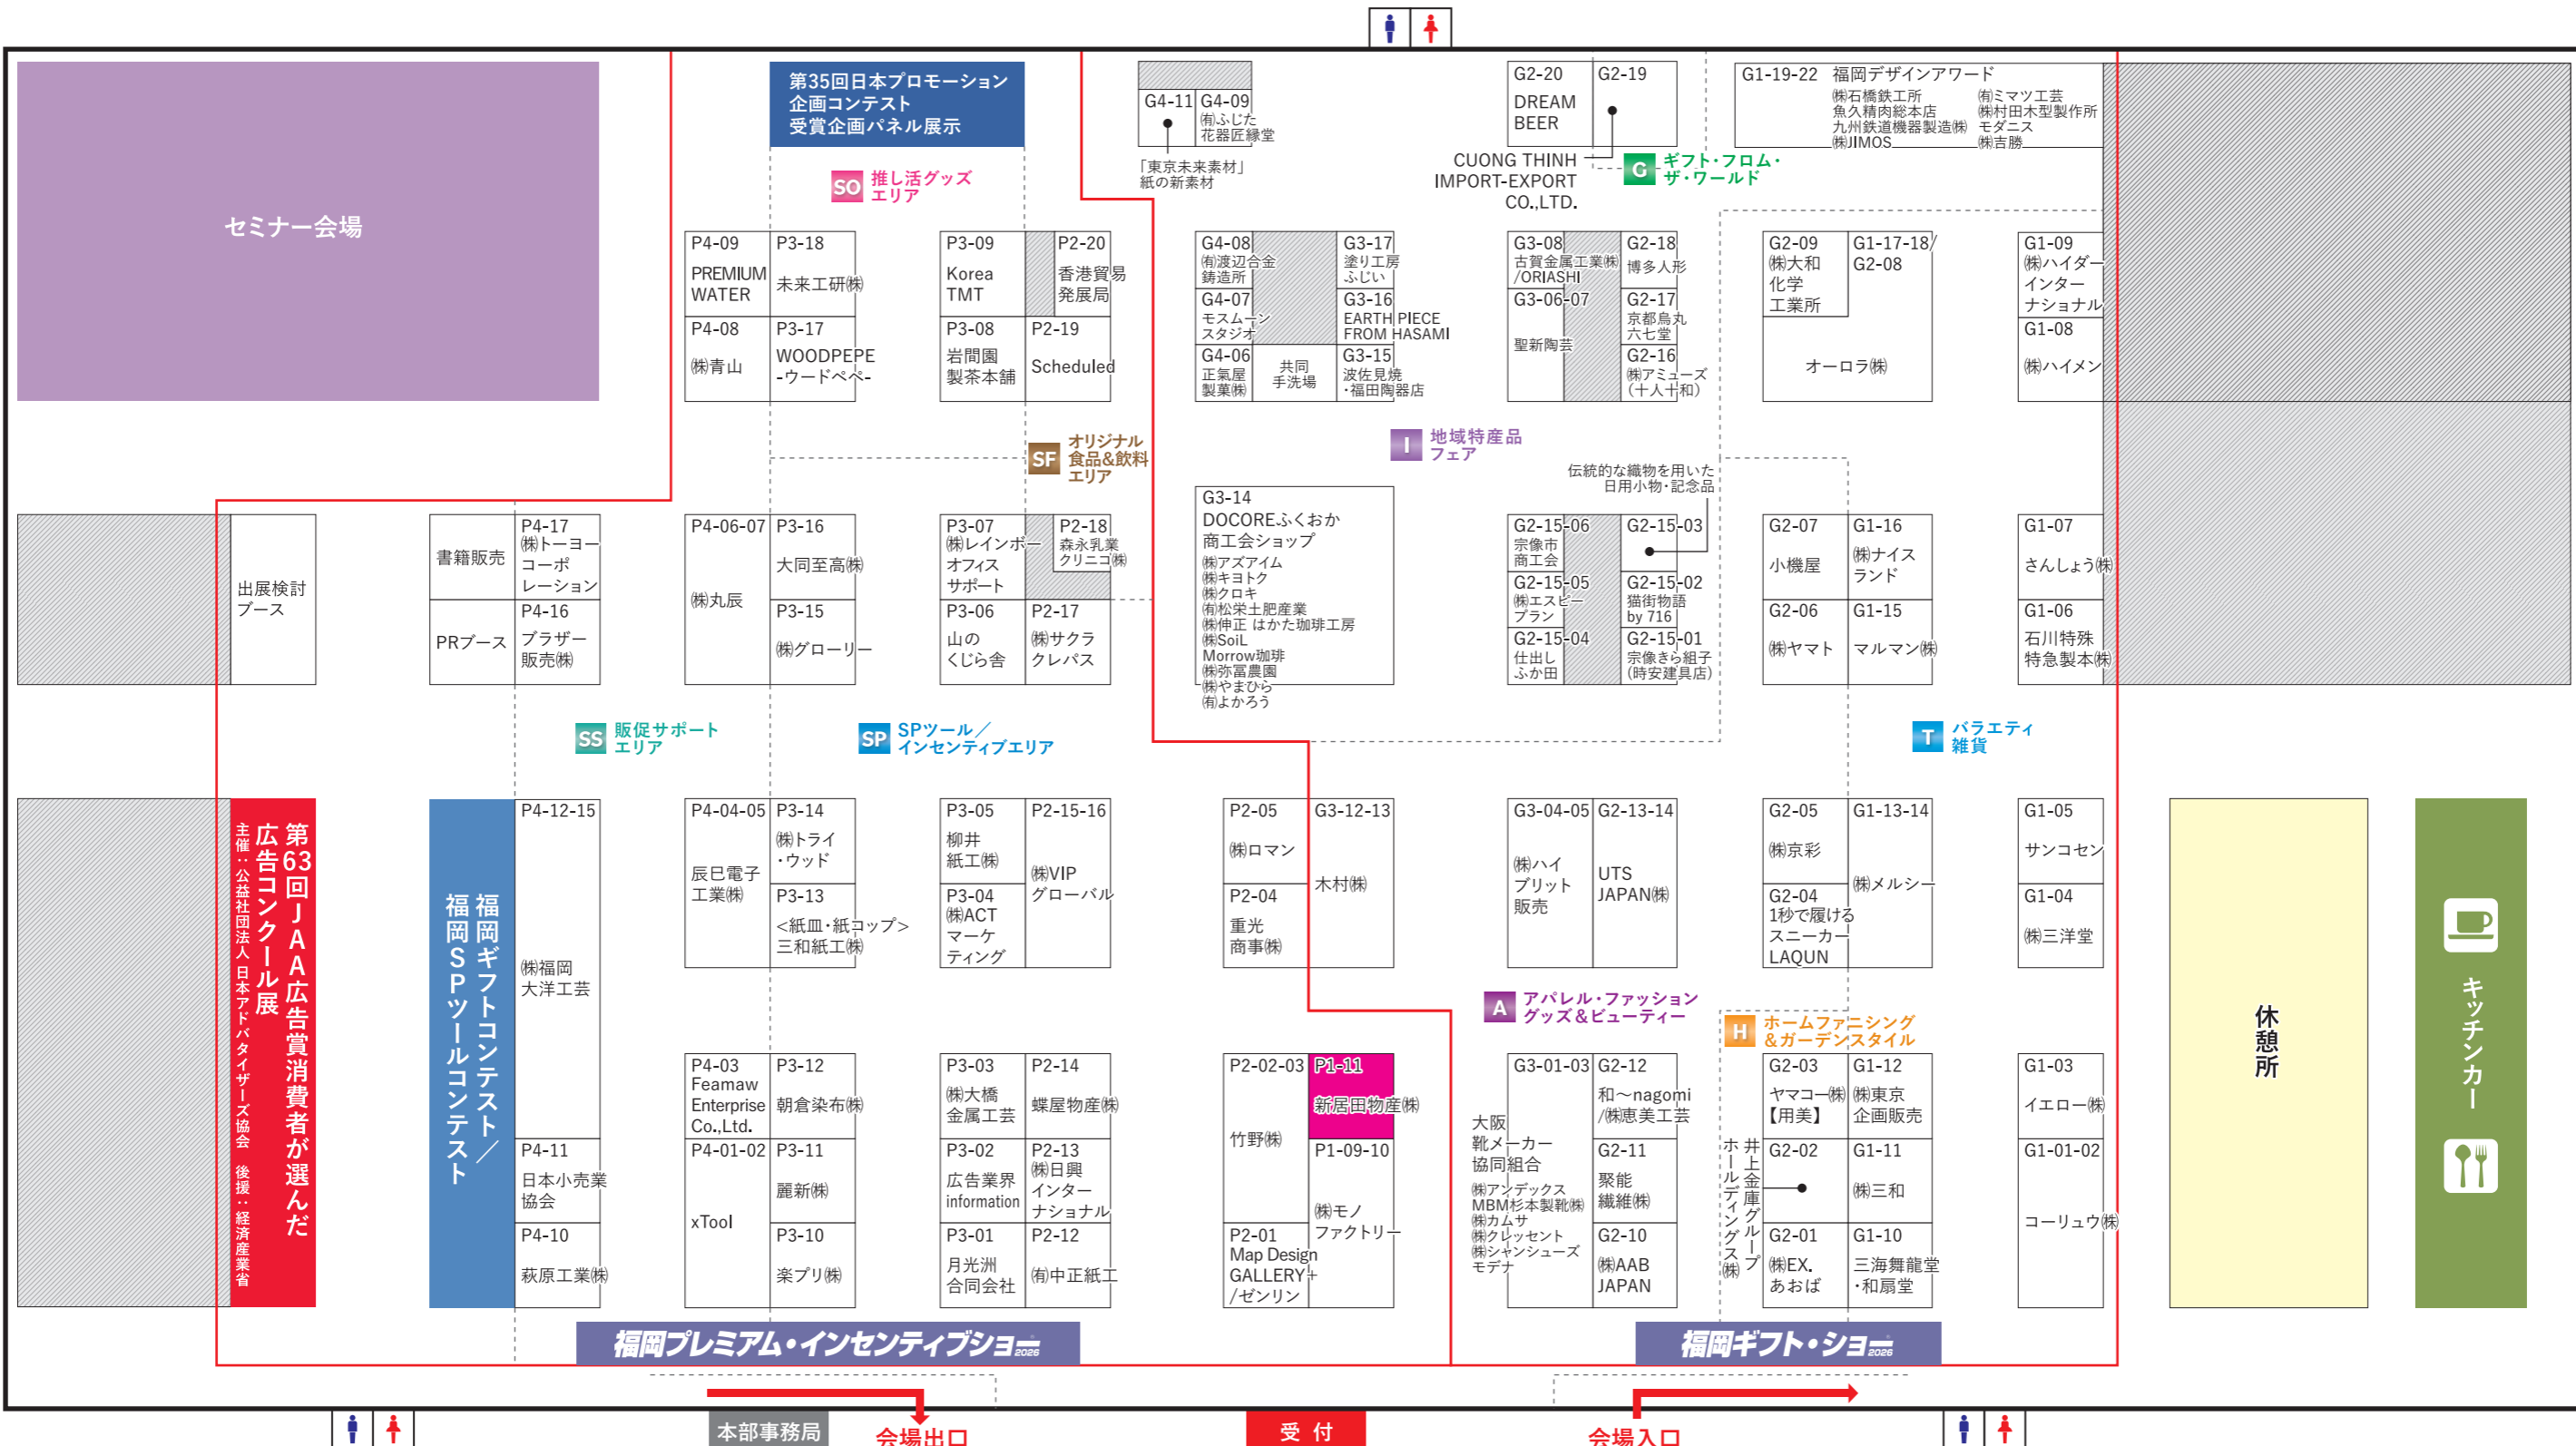 第35回日本プロモーション
企画コンテスト
受賞企画パネル展示
セミナー会場
SO 推し活グッズ
エリア
G4-11
「東京未来素材」
紙の新素材
G4-09
㈲ふじた
花器匠縁堂
G2-20
DREAM
BEER
G2-19
CUONG THINH
IMPORT-EXPORT
CO.,LTD.
G ギフト・フロム・
ザ・ワールド
G1-19-22 福岡デザインアワード
㈱石橋鉄工所
魚久精肉総本店
九州鉄道機器製造㈱
㈱JIMOS
㈲ミマツ工芸
㈱村田木型製作所
モダニス
㈱吉勝
P4-09
PREMIUM
WATER
P3-18
未来工研㈱
P4-08
㈱青山
P3-17
WOODPEPE
-ウードペペ-
P3-09
Korea
TMT
P2-20
香港貿易
発展局
P3-08
岩間園
製茶本舗
P2-19
Scheduled
G4-08
㈲渡辺合金
鋳造所
G3-17
塗り工房
ふじい
G4-07
モスムーン
スタジオ
G3-16
EARTH PIECE
FROM HASAMI
G4-06
正氣屋
製菓㈱
共同
手洗場
G3-15
波佐見焼
・福田陶器店
G3-08
古賀金属工業㈱
/ORIASHI
G2-18
博多人形
G3-06-07
聖新陶芸
G2-17
京都烏丸
六七堂
G2-16
㈱アミューズ
（十人十和）
G2-09
㈱大和
化学
工業所
G1-17-18/
G2-08
オーロラ㈱
G1-09
㈱ハイダー
インター
ナショナル
G1-08
㈱ハイメン
SF オリジナル
食品&飲料
エリア
I 地域特産品
フェア
伝統的な織物を用いた
日用小物・記念品
出展検討
ブース
書籍販売
P4-17
㈱トーヨー
コーポ
レーション
PRブース
P4-16
ブラザー
販売㈱
P4-06-07
㈱丸辰
P3-16
大同至高㈱
P3-15
㈱グローリー
P3-07
㈱レインボー
オフィス
サポート
P2-18
森永乳業
クリニコ㈱
P3-06
山の
くじら舎
P2-17
㈱サクラ
クレパス
G3-14
DOCOREふくおか
商工会ショップ
㈱アズアイム
㈱キヨトク
㈱クロキ
㈲松栄土肥産業
㈱伸正 はかた珈琲工房
㈱SoiL
Morrow珈琲
㈱弥冨農園
㈱やまひら
㈲よかろう
G2-15-06
宗像市
商工会
G2-15-03
G2-15-05
㈱エスピー
プラン
G2-15-02
猫街物語
by 716
G2-15-04
仕出し
ふか田
G2-15-01
宗像きら組子
（時安建具店）
G2-07
小機屋
G1-16
㈱ナイス
ランド
G2-06
㈱ヤマト
G1-15
マルマン㈱
G1-07
さんしょう㈱
G1-06
石川特殊
特急製本㈱
SS 販促サポート
エリア
SP SPツール／
インセンティブエリア
T バラエティ
雑貨
第63回JAA広告賞消費者が選んだ
広告コンクール展
主催：公益社団法人 日本アドバタイザーズ協会 後援：経済産業省
福岡ギフトコンテスト／
福岡SPツールコンテスト
P4-12-15
㈱福岡
大洋工芸
P4-04-05
辰巳電子
工業㈱
P3-14
㈱トライ
・ウッド
P3-13
<紙皿・紙コップ>
三和紙工㈱
P3-05
柳井
紙工㈱
P2-15-16
㈱VIP
グローバル
P3-04
㈱ACT
マーケ
ティング
P2-05
㈱ロマン
G3-12-13
木村㈱
P2-04
重光
商事㈱
G3-04-05
㈱ハイ
ブリット
販売
G2-13-14
UTS
JAPAN㈱
G2-05
㈱京彩
G1-13-14
㈱メルシー
G2-04
1秒で履ける
スニーカー
LAQUN
G1-05
サンコセン
G1-04
㈱三洋堂
A アパレル・ファッション
グッズ&ビューティー
H ホームファニシング
&ガーデンスタイル
休憩所
キッチンカー
P4-11
日本小売業
協会
P4-10
萩原工業㈱
P4-03
Feamaw
Enterprise
Co.,Ltd.
P3-12
朝倉染布㈱
P4-01-02
xTool
P3-11
麗新㈱
P3-10
楽プリ㈱
P3-03
㈱大橋
金属工芸
P2-14
蝶屋物産㈱
P3-02
広告業界
information
P2-13
㈱日興
インター
ナショナル
P3-01
月光洲
合同会社
P2-12
㈲中正紙工
P2-02-03
竹野㈱
P1-11
新居田物産㈱
P1-09-10
㈱モノ
ファクトリー
P2-01
Map Design
GALLERY+
/ゼンリン
G3-01-03
大阪
靴メーカー
協同組合
㈱アンデックス
MBM杉本製靴㈱
㈱カムサ
㈱クレッセント
㈱シャンシューズ
モデナ
G2-12
和〜nagomi
/㈱恵美工芸
G2-11
聚能
繊維㈱
G2-10
㈱AAB
JAPAN
井上金庫グループ
ホールディングス㈱
G2-03
ヤマコー㈱
【用美】
G1-12
㈱東京
企画販売
G2-02
G1-11
㈱三和
G2-01
㈱EX.
あおば
G1-10
三海舞龍堂
・和扇堂
G1-03
イエロー㈱
G1-01-02
コーリュウ㈱
福岡プレミアム・インセンティブショー2026
福岡ギフト・ショー2026
本部事務局
会場出口
受付
会場入口